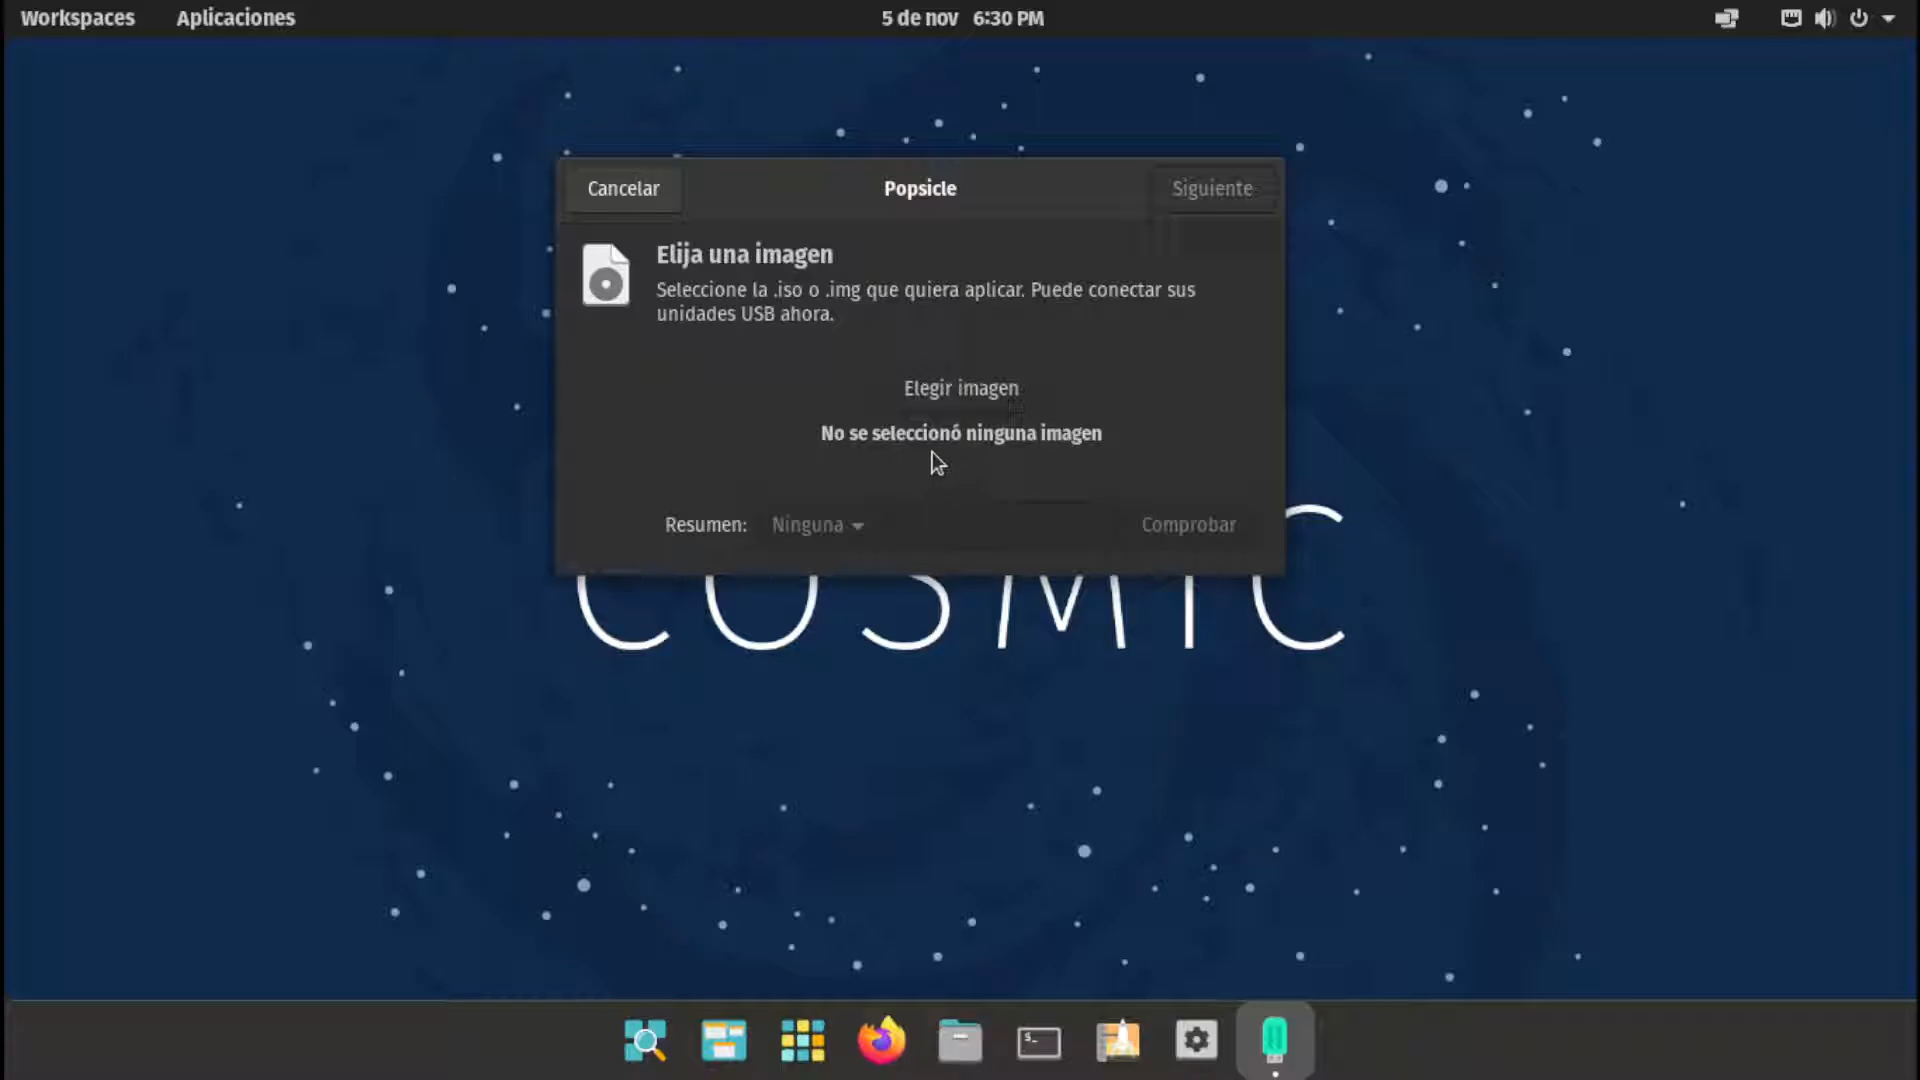 Workspaces Aplicaciones 5 de nov 6:30 PM
Cancelar Popsicle Siguiente
Elija una imagen
Seleccione la .iso o .img que quiera aplicar. Puede conectar sus
unidades USB ahora.
Elegir imagen
No se seleccionó ninguna imagen
Resumen: Ninguna Comprobar
COSMIC